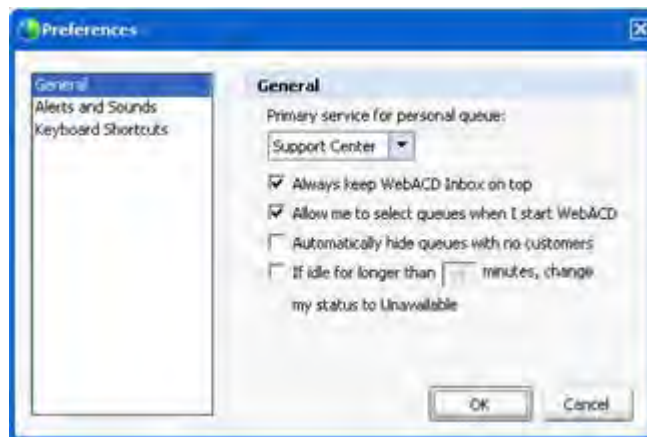 Preferences
General
Alerts and Sounds
Keyboard Shortcuts
General
Primary service for personal queue:
Support Center
Always keep WebACD Inbox on top
Allow me to select queues when I start WebACD
Automatically hide queues with no customers
If idle for longer than minutes, change
my status to Unavailable
OK
Cancel